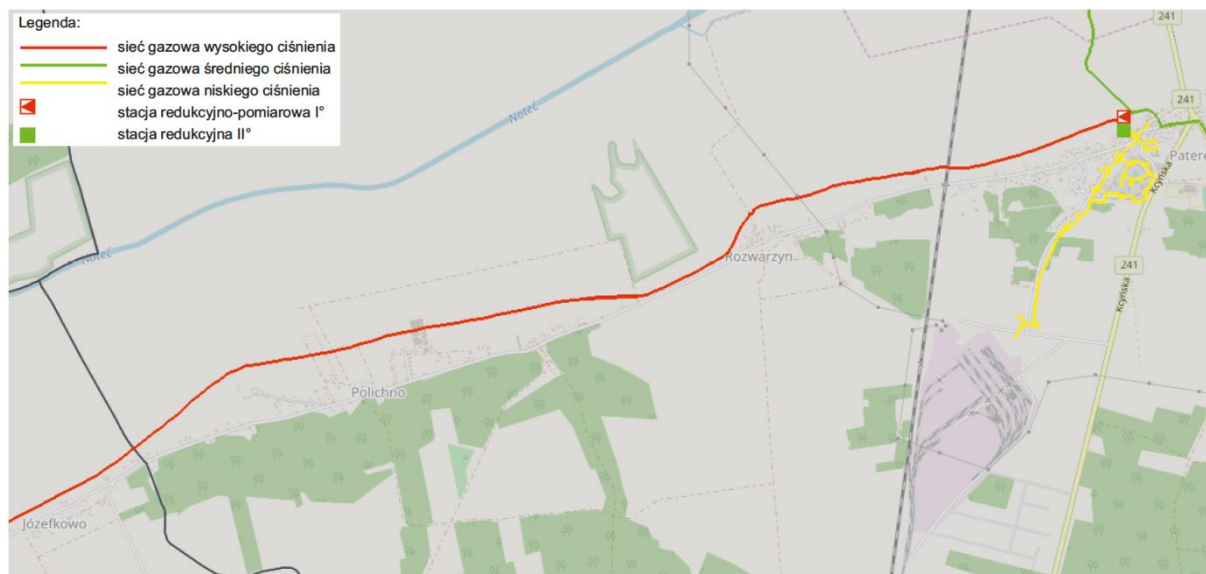 Legenda:
sieć gazowa wysokiego ciśnienia
sieć gazowa średniego ciśnienia
sieć gazowa niskiego ciśnienia
stacja redukcyjno-pomiarowa I°
stacja redukcyjna II°
241
Noteć
241
Patere
Kcyńska
Noteć
Rozwarzyn
241
Kcyńska
Polichno
Józefkowo